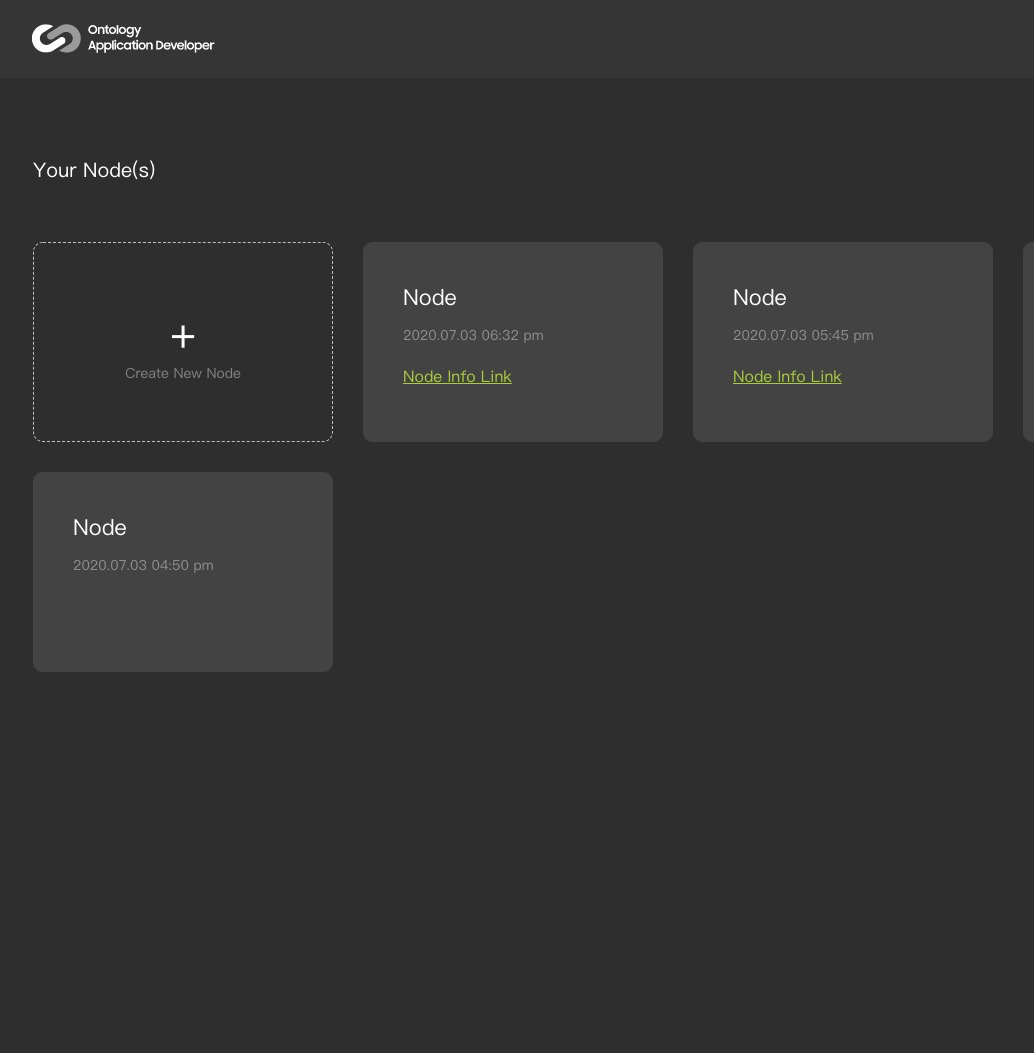 Ontology
Application Developer
Your Node(s)
Create New Node
Node
2020.07.03 06:32 pm
Node Info Link
Node
2020.07.03 05:45 pm
Node Info Link
Node
2020.07.03 04:50 pm